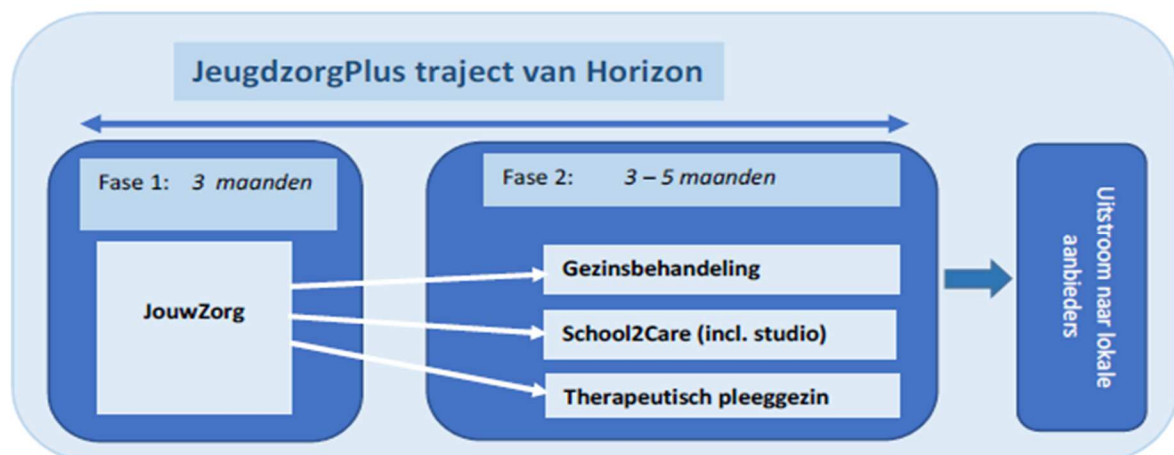 JeugdzorgPlus traject van Horizon
Fase 1: 3 maanden
JouwZorg
Fase 2: 3 – 5 maanden
Gezinsbehandeling
School2Care (incl. studio)
Therapeutisch pleeggezin
Uitstroom naar lokale
aanbieders